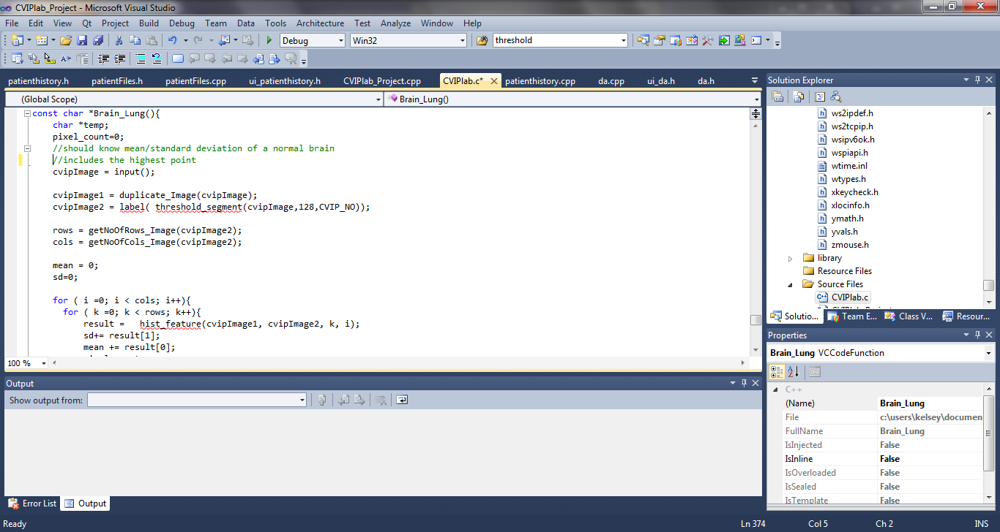 CVIPlab_Project - Microsoft Visual Studio
File Edit View Qt Project Build Debug Team Data Tools Architecture Test Analyze Window Help
Debug Win32 threshold
patienthistory.h patientFiles.h patientFiles.cpp ui_patienthistory.h CVIPlab_Project.cpp CVIPlab.c* patienthistory.cpp da.cpp ui_da.h da.h
(Global Scope) Brain_Lung()
const char *Brain_Lung(){
char *temp;
pixel_count=0;
//should know mean/standard deviation of a normal brain
//includes the highest point
cvipImage = input();
cvipImage1 = duplicate_Image(cvipImage);
cvipImage2 = label( threshold_segment(cvipImage,128,CVIP_NO));
rows = getNoOfRows_Image(cvipImage2);
cols = getNoOfCols_Image(cvipImage2);
mean = 0;
sd=0;
for ( i =0; i < cols; i++){
for ( k =0; k < rows; k++){
result =   hist_feature(cvipImage1, cvipImage2, k, i);
sd+= result[1];
mean += result[0];
100 %
Output
Show output from:
Error List Output
Solution Explorer
ws2ipdef.h
ws2tcpip.h
wsipv6ok.h
wspiapi.h
wtime.inl
wtypes.h
xkeycheck.h
xlocinfo.h
ymath.h
yvals.h
zmouse.h
library
Resource Files
Source Files
CVIPlab.c
Solutio... Team E... Class V... Resour...
Properties
Brain_Lung VCCodeFunction
C++
(Name) Brain_Lung
File c:\users\kelsey\documen
FullName Brain_Lung
IsInjected False
IsInline False
IsOverloaded False
IsSealed False
IsTemplate False
Ready Ln 374 Col 5 Ch 2 INS